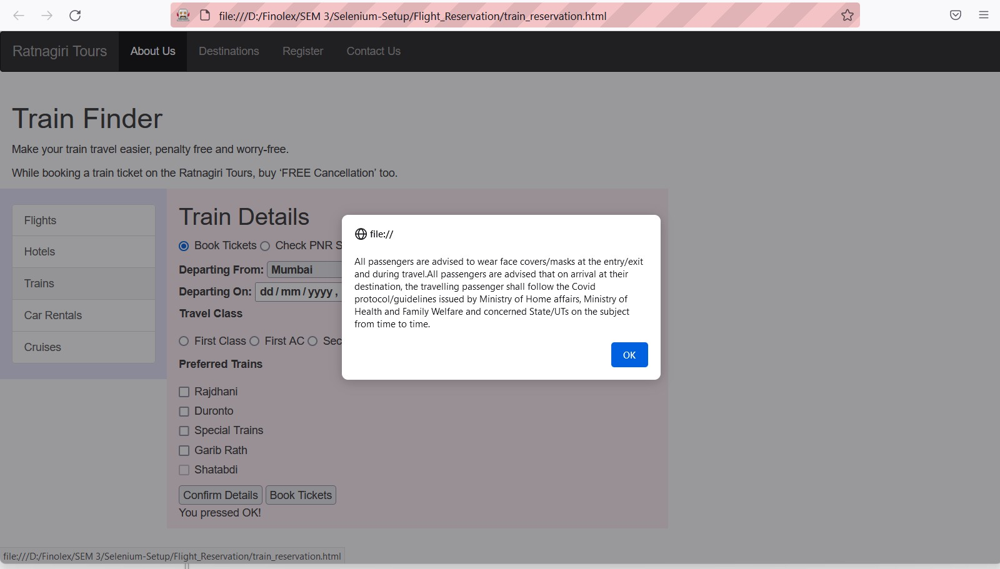 file:///D:/Finolex/SEM 3/Selenium-Setup/Flight_Reservation/train_reservation.html
Ratnagiri Tours About Us Destinations Register Contact Us
Train Finder
Make your train travel easier, penalty free and worry-free.
While booking a train ticket on the Ratnagiri Tours, buy ‘FREE Cancellation’ too.
Flights
Hotels
Trains
Car Rentals
Cruises
Train Details
Book Tickets Check PNR S
Departing From: Mumbai
Departing On: dd/mm/yyyy,
Travel Class
First Class First AC Sec
Preferred Trains
Rajdhani
Duronto
Special Trains
Garib Rath
Shatabdi
Confirm Details Book Tickets
You pressed OK!
file://
All passengers are advised to wear face covers/masks at the entry/exit
and during travel.All passengers are advised that on arrival at their
destination, the travelling passenger shall follow the Covid
protocol/guidelines issued by Ministry of Home affairs, Ministry of
Health and Family Welfare and concerned State/UTs on the subject
from time to time.
OK
file:///D:/Finolex/SEM 3/Selenium-Setup/Flight_Reservation/train_reservation.html